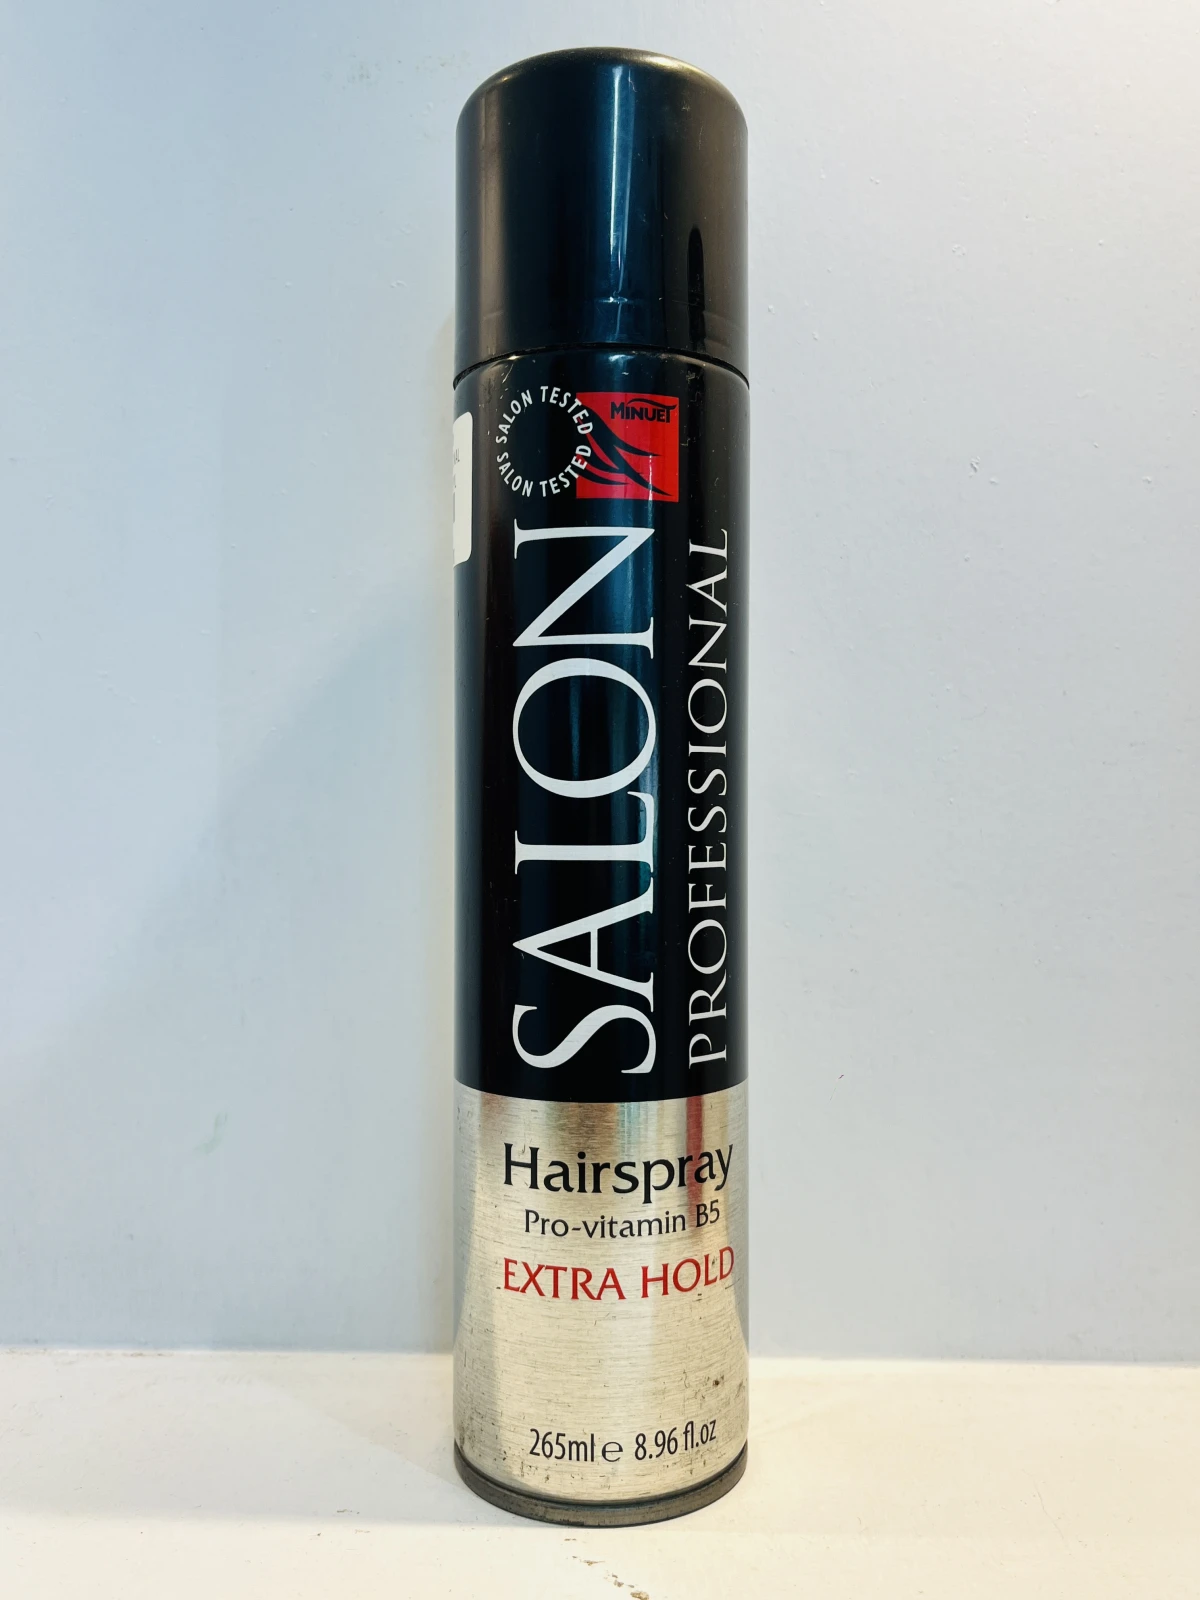 SALON TESTED
SALON TESTED
MINUET
SALON
PROFESSIONAL
Hairspray
Pro-vitamin B5
EXTRA HOLD
265ml e 8.96 fl.oz